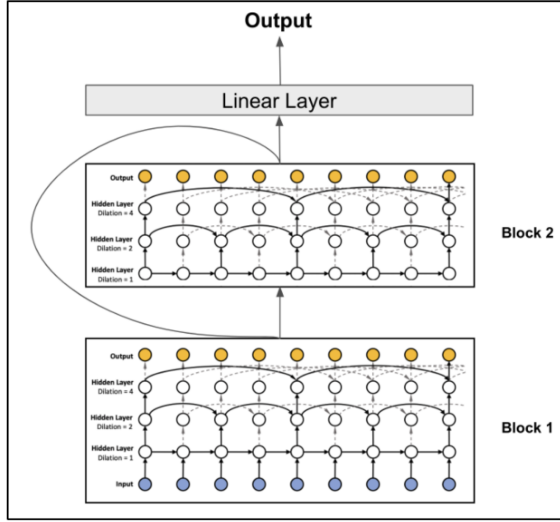 Output
Linear Layer
Output
Hidden Layer
Dilation = 4
Hidden Layer
Dilation = 2
Hidden Layer
Dilation = 1
Block 2
Output
Hidden Layer
Dilation = 4
Hidden Layer
Dilation = 2
Hidden Layer
Dilation = 1
Input
Block 1